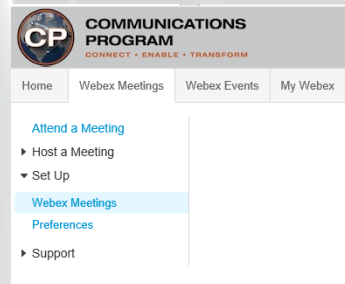 CP
COMMUNICATIONS
PROGRAM
CONNECT • ENABLE • TRANSFORM
Home Webex Meetings Webex Events My Webex
Attend a Meeting
Host a Meeting
Set Up
Webex Meetings
Preferences
Support